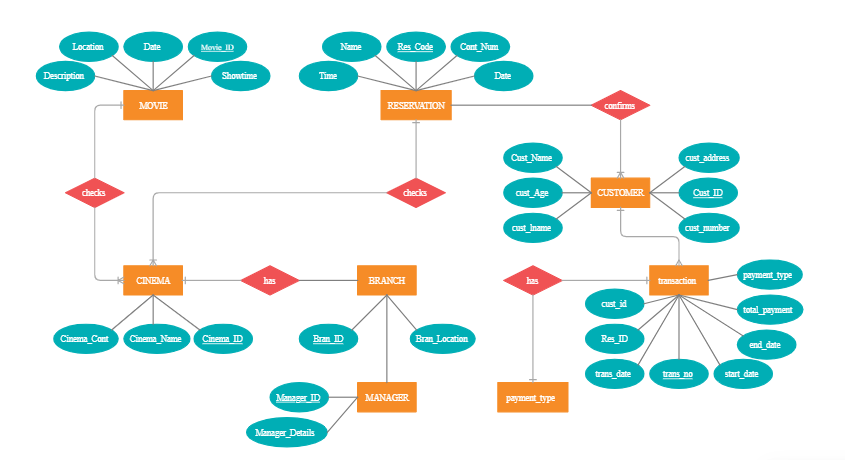 Location
Date
Movie_ID
Description
Showtime
MOVIE
Name
Res_Code
Cont_Num
Time
Date
RESERVATION
confirms
checks
checks
Cust_Name
cust_address
cust_Age
CUSTOMER
Cust_ID
cust_lname
cust_number
CINEMA
has
BRANCH
has
transaction
payment_type
cust_id
total_payment
Cinema_Cont
Cinema_Name
Cinema_ID
Bran_ID
Bran_Location
Res_ID
end_date
trans_date
trans_no
start_date
Manager_ID
MANAGER
payment_type
Manager_Details